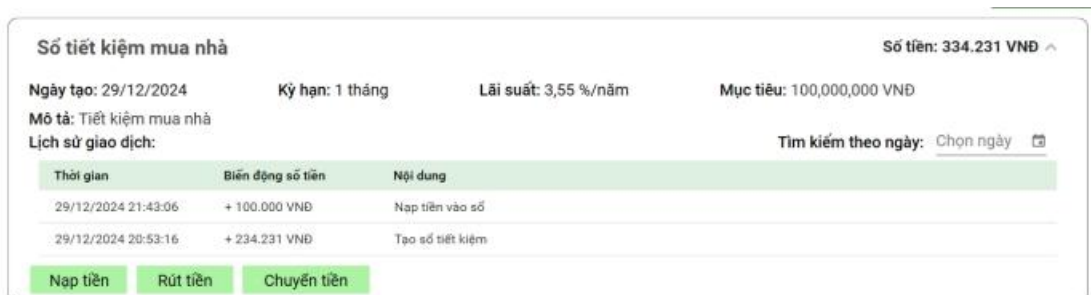 Sổ tiết kiệm mua nhà Số tiền: 334.231 VNĐ
Ngày tạo: 29/12/2024 Kỳ hạn: 1 tháng Lãi suất: 3,55 %/năm Mục tiêu: 100,000,000 VNĐ
Mô tả: Tiết kiệm mua nhà
Lịch sử giao dịch: Tìm kiếm theo ngày: Chọn ngày
Thời gian Biến động số tiền Nội dung
29/12/2024 21:43:06 + 100.000 VNĐ Nạp tiền vào sổ
29/12/2024 20:53:16 + 234.231 VNĐ Tạo sổ tiết kiệm
Nạp tiền Rút tiền Chuyển tiền